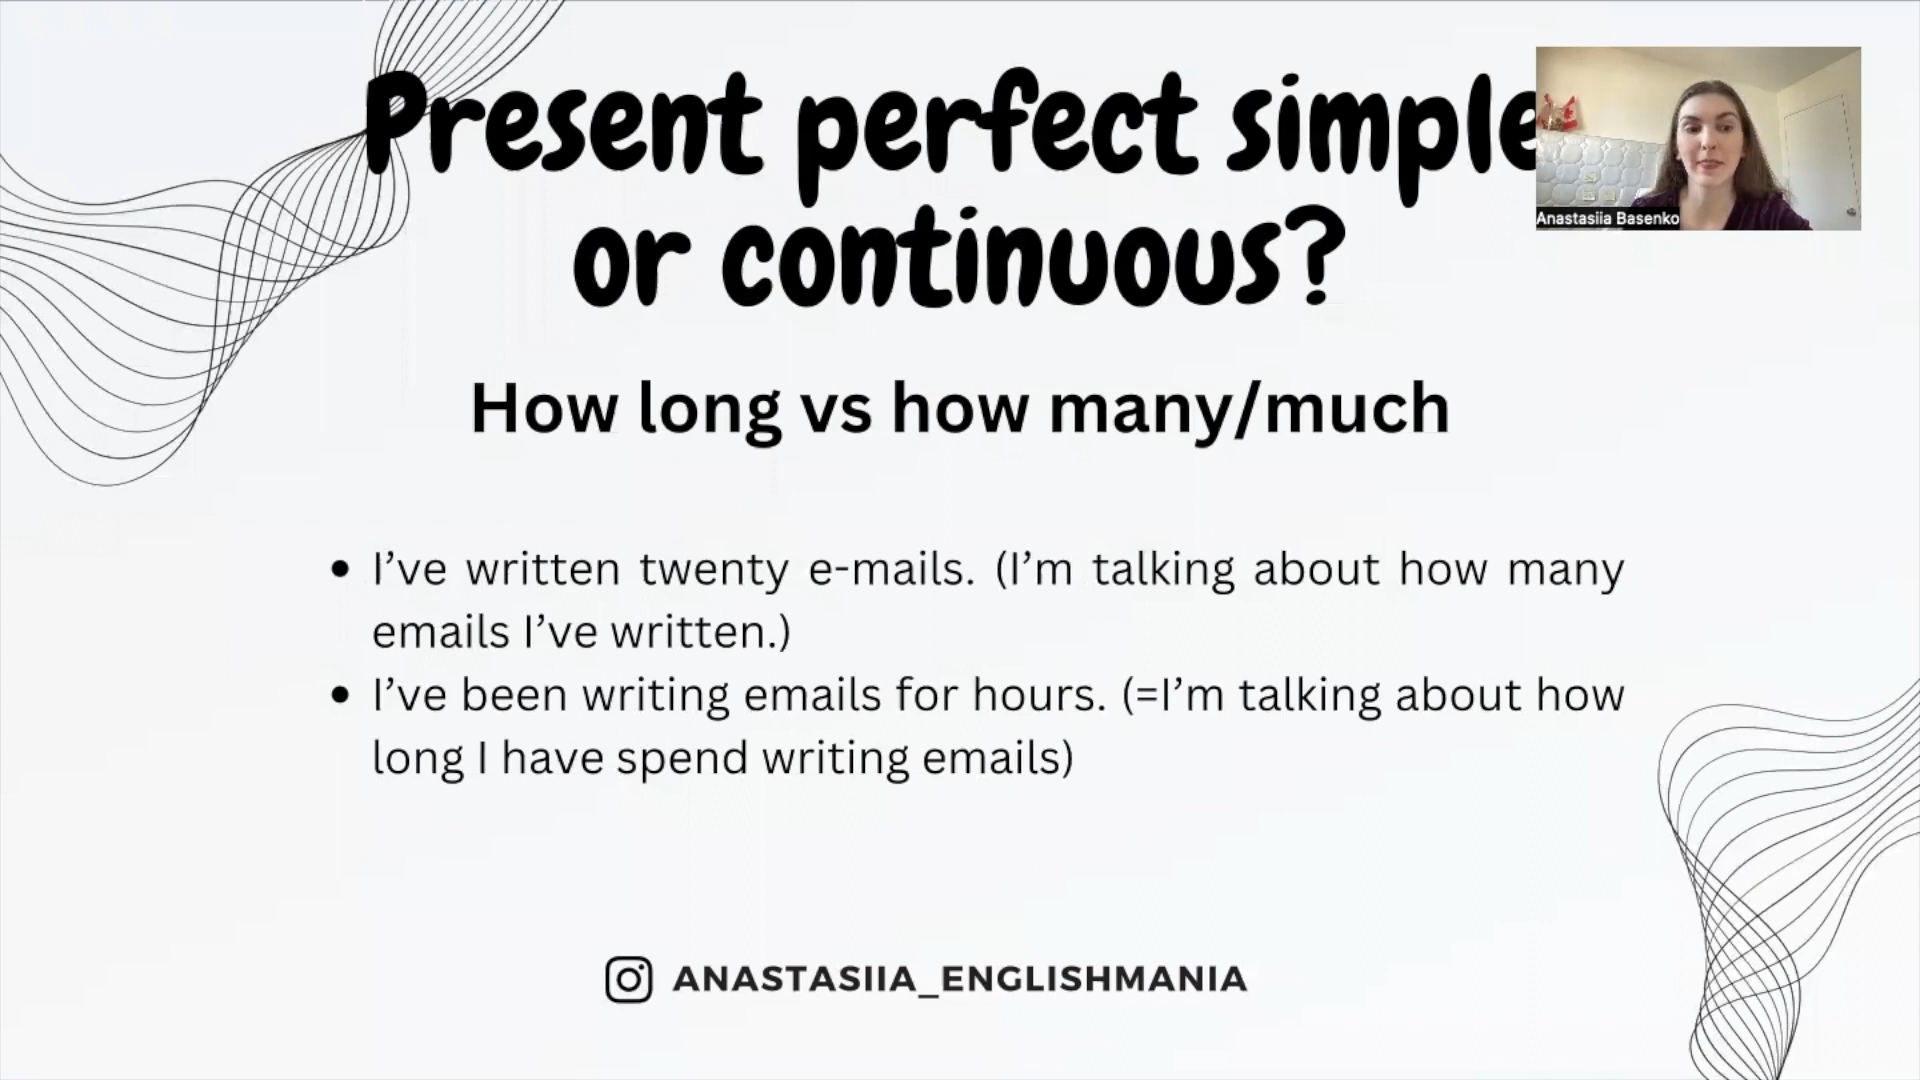 Present perfect simple
or continuous?
Anastasiia Basenko
How long vs how many/much
• I’ve written twenty e-mails. (I’m talking about how many
emails I’ve written.)
• I’ve been writing emails for hours. (=I’m talking about how
long I have spend writing emails)
ANASTASIIA_ENGLISHMANIA